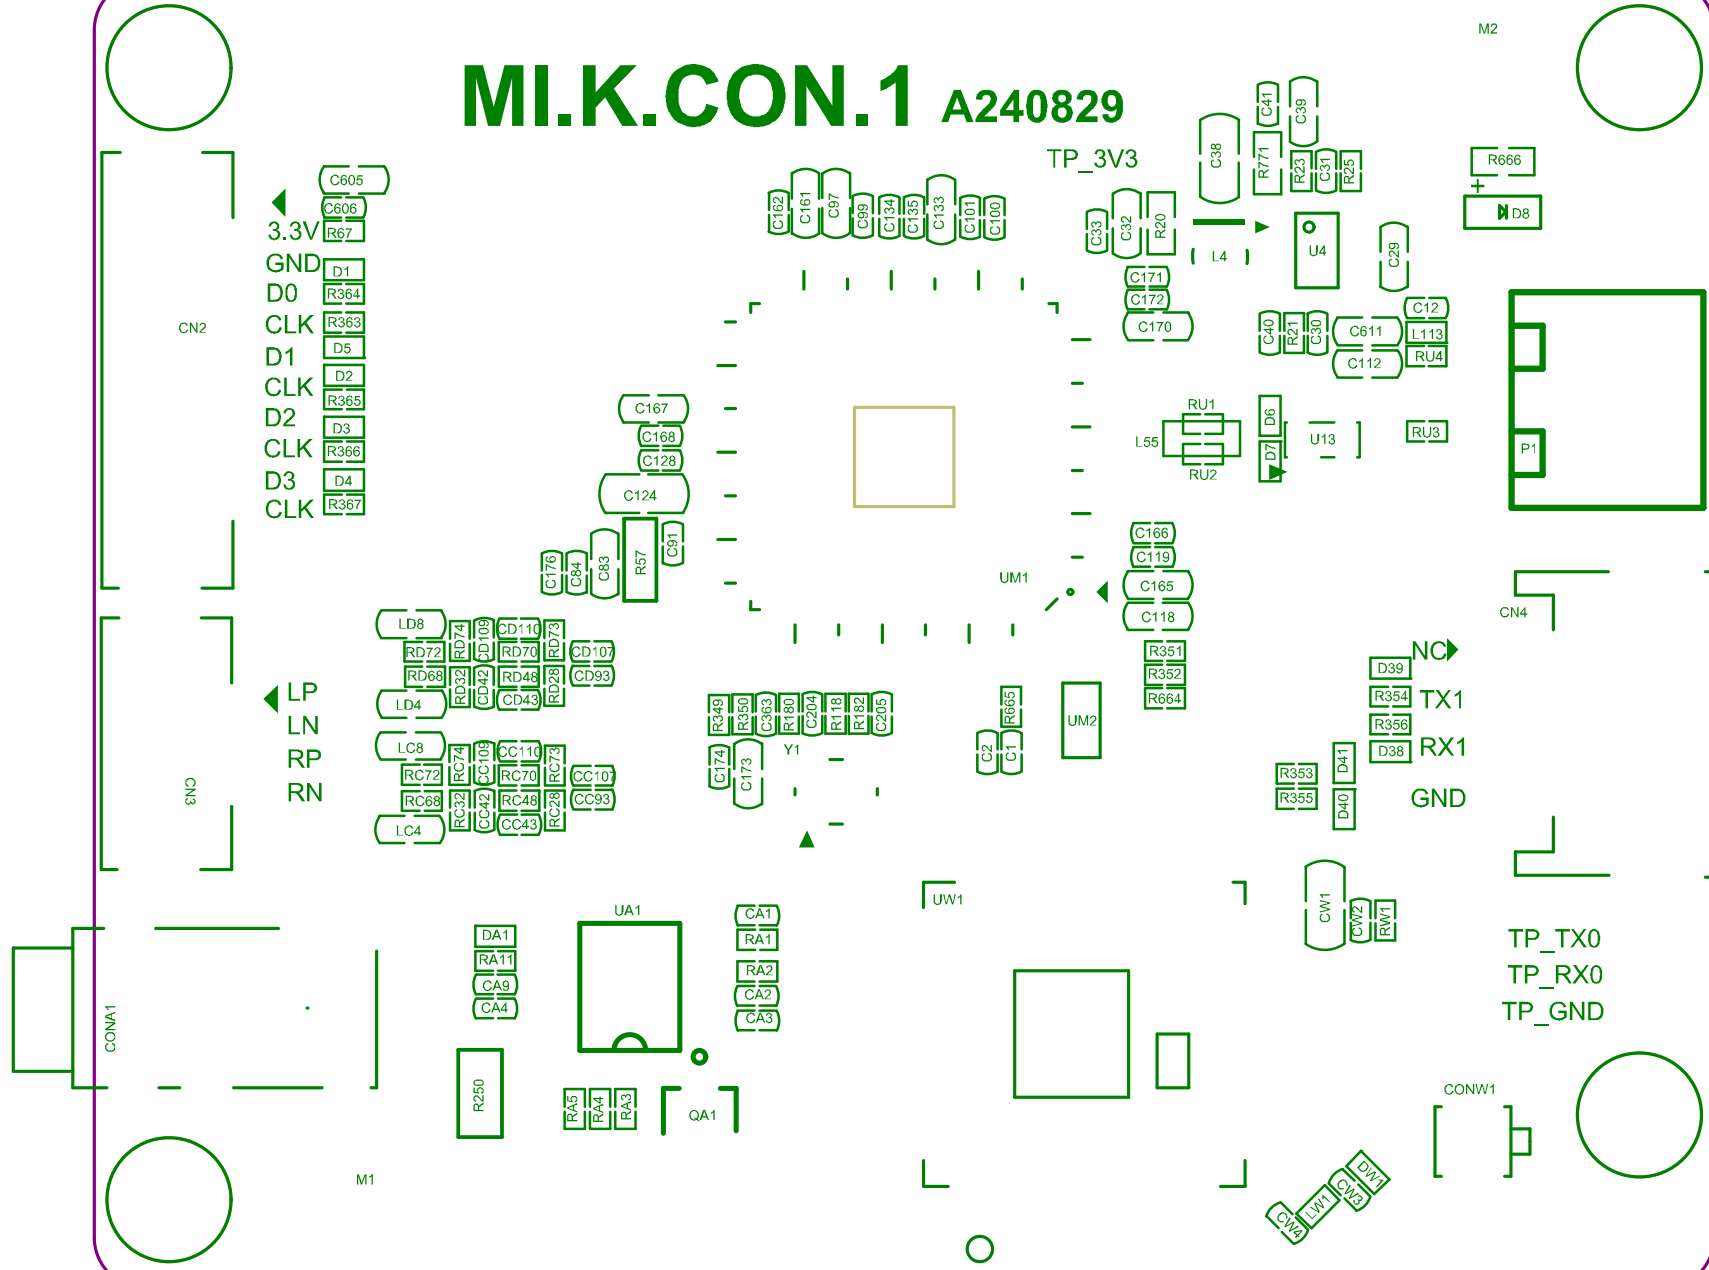 M2
MI.K.CON.1 A240829
TP_3V3
C41
C39
C38
R771
R23
C31
R25
R666
+
D8
C605
C606
3.3V
R67
GND
D1
D0
R364
CLK
R363
D1
D5
CLK
D2
R365
D2
D3
CLK
R366
D3
D4
CLK
R367
CN2
C162
C161
C97
C99
C134
C135
C133
C101
C100
C33
C32
R20
L4
U4
C29
C171
C172
C170
C40
R21
C30
C611
C112
C12
L113
RU4
RU3
P1
C167
C168
C128
C124
R57
C91
C176
C84
C83
RU1
L55
RU2
D6
D7
U13
UM1
C166
C119
C165
C118
R351
R352
R664
CN4
NC
D39
R354
TX1
R356
RX1
D38
D41
R353
R355
D40
GND
LP
LN
RP
RN
CN3
LD8
RD72
RD68
LD4
RD74
CD109
CD110
RD73
RD70
CD107
RD32
CD42
RD48
RD28
CD93
CD43
LC8
RC72
RC68
LC4
RC74
CC109
CC110
RC73
RC70
CC107
RC32
CC42
RC48
RC28
CC93
CC43
R349
R350
C363
R180
C204
R118
R182
C205
Y1
C174
C173
R665
C2
C1
UM2
UW1
CW1
CW2
RW1
TP_TX0
TP_RX0
TP_GND
UA1
DA1
RA11
CA9
CA4
CA1
RA1
RA2
CA2
CA3
CONA1
R250
RA5
RA4
RA3
QA1
CONW1
M1
DW1
CW3
LW1
CW4